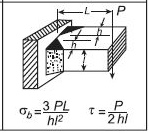 L P
h
h
l
σb = 3 PL / hl²
τ = P / 2 hl